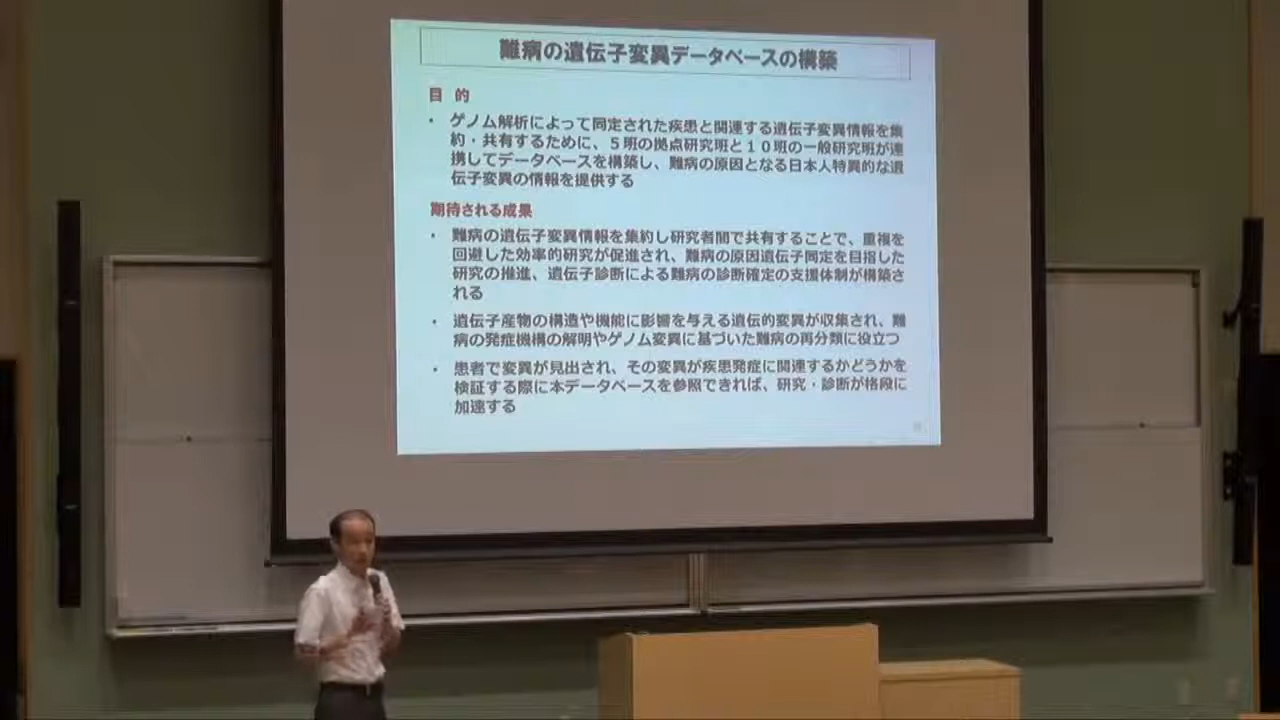 難病の遺伝子変異データベースの構築
目 的
・ ゲノム解析によって同定された疾患と関連する遺伝子変異情報を集
約・共有するために、５班の拠点研究班と１０班の一般研究班が連
携してデータベースを構築し、難病の原因となる日本人特異的な遺
伝子変異の情報を提供する
期待される成果
・ 難病の遺伝子変異情報を集約し研究者間で共有することで、重複を
回避した効率的研究が促進され、難病の原因遺伝子同定を目指した
研究の推進、遺伝子診断による難病の診断確定の支援体制が構築さ
れる
・ 遺伝子産物の構造や機能に影響を与える遺伝的変異が収集され、難
病の発症機構の解明やゲノム変異に基づいた難病の再分類に役立つ
・ 患者で変異が見出され、その変異が疾患発症に関連するかどうかを
検証する際に本データベースを参照できれば、研究・診断が格段に
加速する